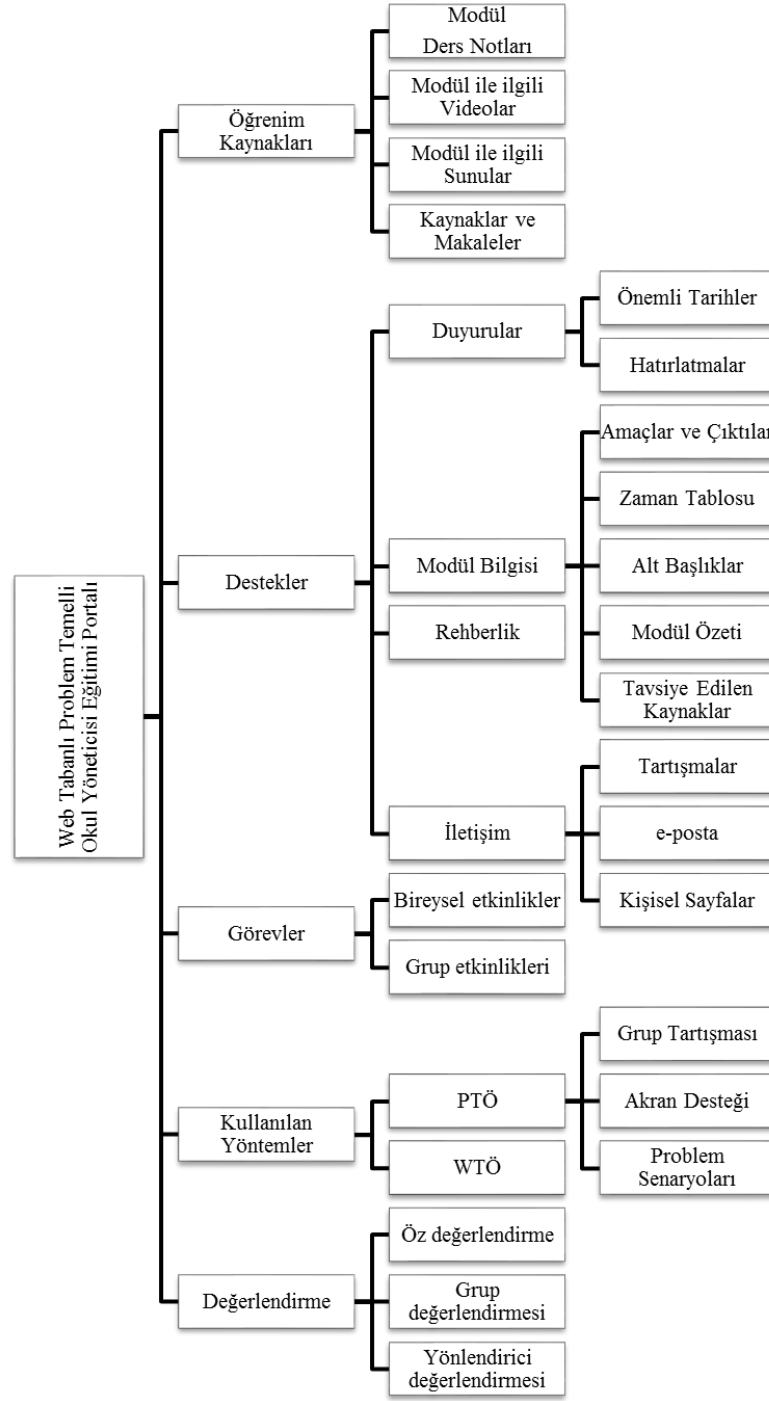 Web Tabanlı Problem Temelli
Okul Yöneticisi Eğitimi Portalı
Öğrenim
Kaynakları
Modül
Ders Notları
Modül ile ilgili
Videolar
Modül ile ilgili
Sunular
Kaynaklar ve
Makaleler
Destekler
Duyurular
Önemli Tarihler
Hatırlatmalar
Modül Bilgisi
Amaçlar ve Çıktılar
Zaman Tablosu
Alt Başlıklar
Modül Özeti
Tavsiye Edilen
Kaynaklar
Rehberlik
İletişim
Tartışmalar
e-posta
Kişisel Sayfalar
Görevler
Bireysel etkinlikler
Grup etkinlikleri
Kullanılan
Yöntemler
PTÖ
Grup Tartışması
Akran Desteği
Problem
Senaryoları
WTÖ
Değerlendirme
Öz değerlendirme
Grup
değerlendirmesi
Yönlendirici
değerlendirmesi